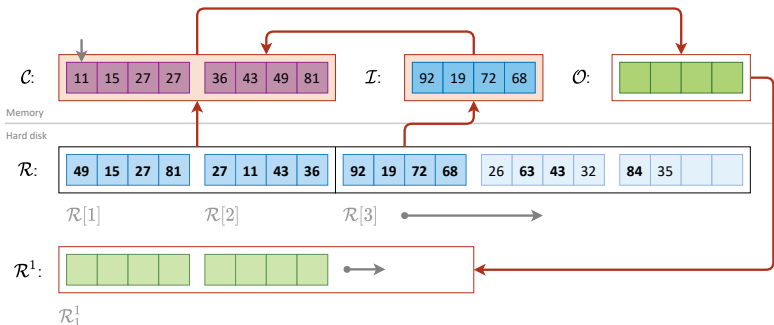 C: 11 15 27 27 36 43 49 81 I: 92 19 72 68 O:
Memory
Hard disk
R: 49 15 27 81 27 11 43 36 92 19 72 68 26 63 43 32 84 35
R[1] R[2] R[3]
R¹:
R¹₁